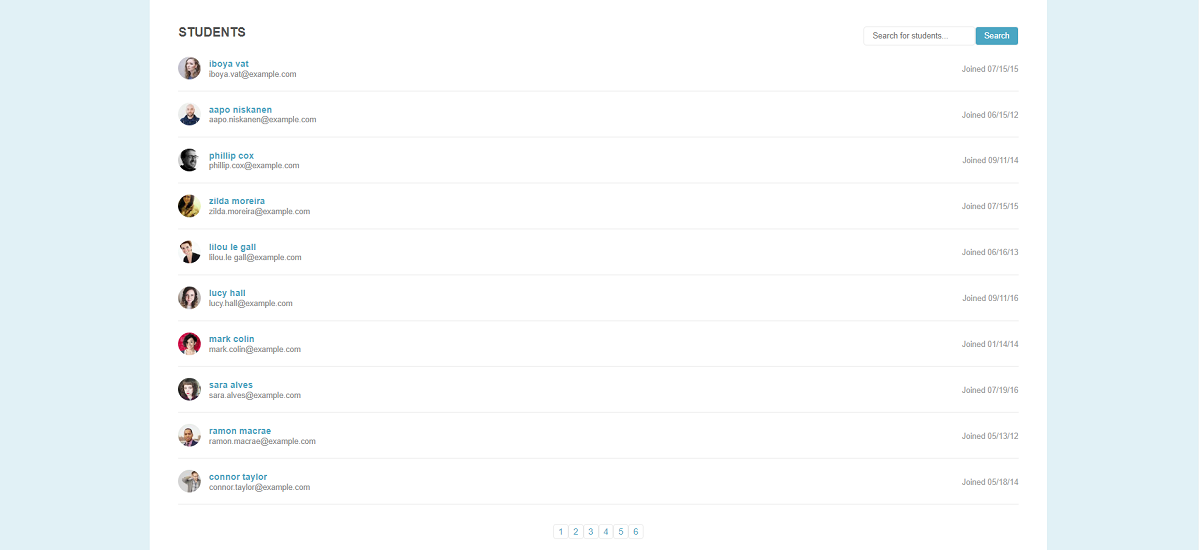 STUDENTS
Search for students...
Search
iboya vat
iboya.vat@example.com
Joined 07/15/15
aapo niskanen
aapo.niskanen@example.com
Joined 06/15/12
phillip cox
phillip.cox@example.com
Joined 09/11/14
zilda moreira
zilda.moreira@example.com
Joined 07/15/15
lilou le gall
lilou.le gall@example.com
Joined 06/16/13
lucy hall
lucy.hall@example.com
Joined 09/11/16
mark colin
mark.colin@example.com
Joined 01/14/14
sara alves
sara.alves@example.com
Joined 07/19/16
ramon macrae
ramon.macrae@example.com
Joined 05/13/12
connor taylor
connor.taylor@example.com
Joined 05/18/14
1 2 3 4 5 6